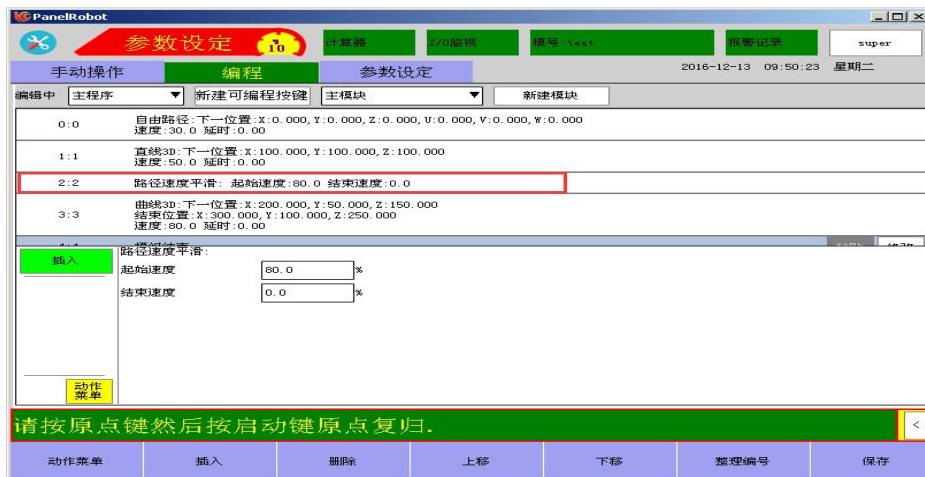 PanelRobot
参数设定 10 计算器 I/O监视 模号:test 报警记录 super
手动操作 编程 参数设定 2016-12-13 09:50:23 星期二
编辑中 主程序 新建可编程按键 主模块 新建模块
0:0 自由路径:下一位置:X:0.000,Y:0.000,Z:0.000,U:0.000,V:0.000,W:0.000
速度:30.0 延时:0.00
1:1 直线3D:下一位置:X:100.000,Y:100.000,Z:100.000
速度:50.0 延时:0.00
2:2 路径速度平滑: 起始速度:80.0 结束速度:0.0
3:3 曲线3D:下一位置:X:200.000,Y:50.000,Z:150.000
结束位置:X:300.000,Y:100.000,Z:250.000
速度:80.0 延时:0.00
插入 路径速度平滑:
起始速度 80.0 %
结束速度 0.0 %
动作
菜单
请按原点键然后按启动键原点复归. <
动作菜单 插入 删除 上移 下移 整理编号 保存